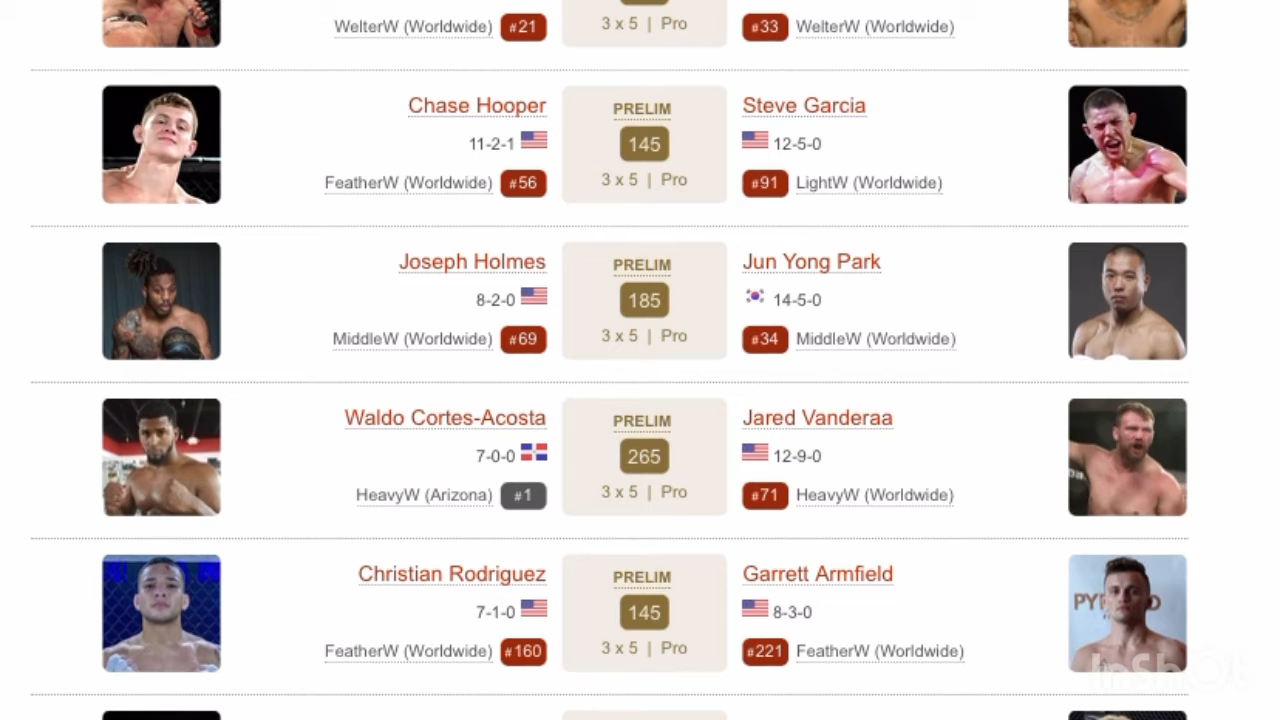 WelterW (Worldwide) #21 3 x 5 | Pro #33 WelterW (Worldwide)
Chase Hooper PRELIM Steve Garcia
11-2-1 145 12-5-0
FeatherW (Worldwide) #56 3 x 5 | Pro #91 LightW (Worldwide)
Joseph Holmes PRELIM Jun Yong Park
8-2-0 185 14-5-0
MiddleW (Worldwide) #69 3 x 5 | Pro #34 MiddleW (Worldwide)
Waldo Cortes-Acosta PRELIM Jared Vanderaa
7-0-0 265 12-9-0
HeavyW (Arizona) #1 3 x 5 | Pro #71 HeavyW (Worldwide)
Christian Rodriguez PRELIM Garrett Armfield
7-1-0 145 8-3-0
FeatherW (Worldwide) #160 3 x 5 | Pro #221 FeatherW (Worldwide)
InShOt